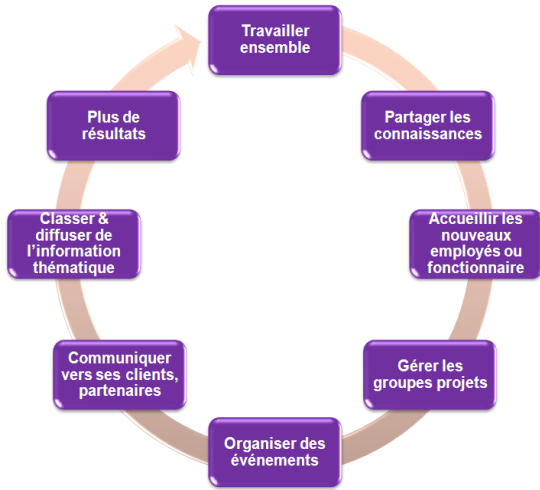 Travailler
ensemble
Partager les
connaissances
Accueillir les
nouveaux
employés ou
fonctionnaire
Gérer les
groupes projets
Organiser des
événements
Communiquer
vers ses clients,
partenaires
Classer &
diffuser de
l’information
thématique
Plus de
résultats